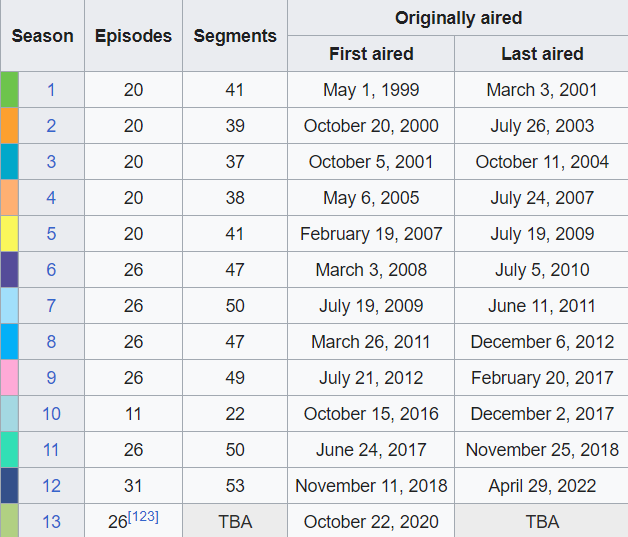 Season Episodes Segments Originally aired
First aired Last aired
1 20 41 May 1, 1999 March 3, 2001
2 20 39 October 20, 2000 July 26, 2003
3 20 37 October 5, 2001 October 11, 2004
4 20 38 May 6, 2005 July 24, 2007
5 20 41 February 19, 2007 July 19, 2009
6 26 47 March 3, 2008 July 5, 2010
7 26 50 July 19, 2009 June 11, 2011
8 26 47 March 26, 2011 December 6, 2012
9 26 49 July 21, 2012 February 20, 2017
10 11 22 October 15, 2016 December 2, 2017
11 26 50 June 24, 2017 November 25, 2018
12 31 53 November 11, 2018 April 29, 2022
13 26[123] TBA October 22, 2020 TBA